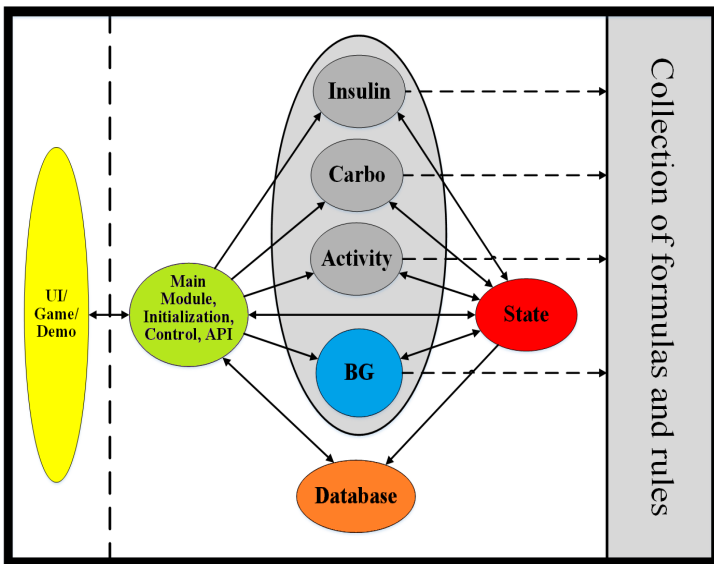 UI/
Game/
Demo
Main
Module,
Initialization,
Control, API
Insulin
Carbo
Activity
BG
State
Database
Collection of formulas and rules